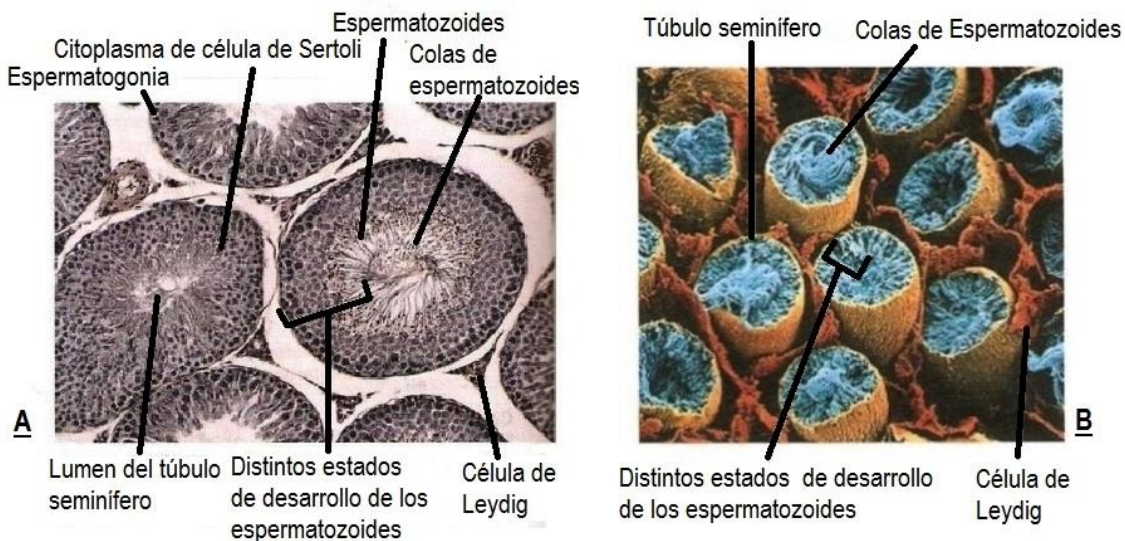 Espermatozoides
Citoplasma de célula de Sertoli
Colas de
espermatozoides
Espermatogonia
Túbulo seminífero
Colas de Espermatozoides
A
B
Lumen del túbulo
seminífero
Distintos estados
de desarrollo de los
espermatozoides
Célula de
Leydig
Distintos estados de desarrollo
de los espermatozoides
Célula de
Leydig